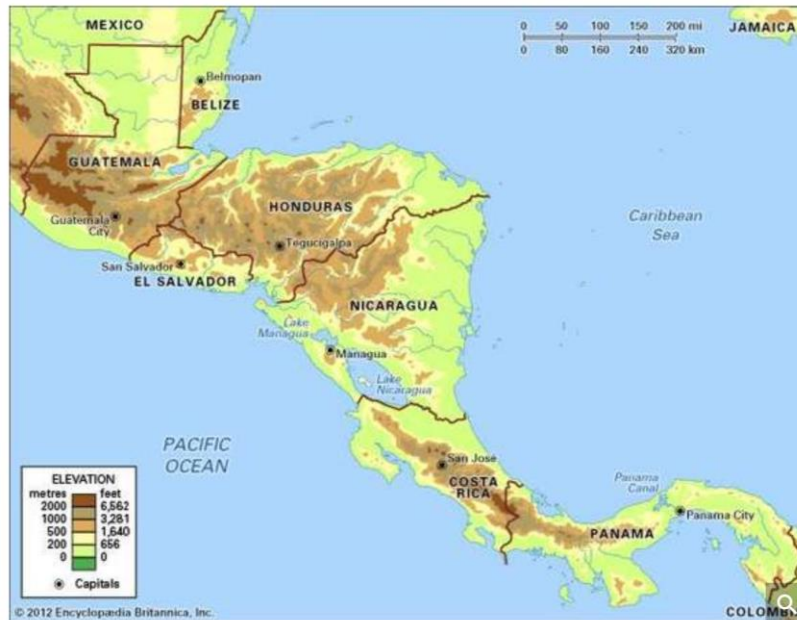 MEXICO
0 50 100 150 200 mi
0 80 160 240 320 km
JAMAICA
Belmopan
BELIZE
GUATEMALA
HONDURAS
Guatemala
City
Tegucigalpa
Caribbean
Sea
San Salvador
EL SALVADOR
NICARAGUA
Lake
Managua
Managua
Lake
Nicaragua
PACIFIC
OCEAN
San José
COSTA
RICA
Panama
Canal
Panama City
PANAMA
ELEVATION
metres feet
2000 6,562
1000 3,281
500 1,640
200 656
0 0
Capitals
© 2012 Encyclopædia Britannica, Inc.
COLOMBIA